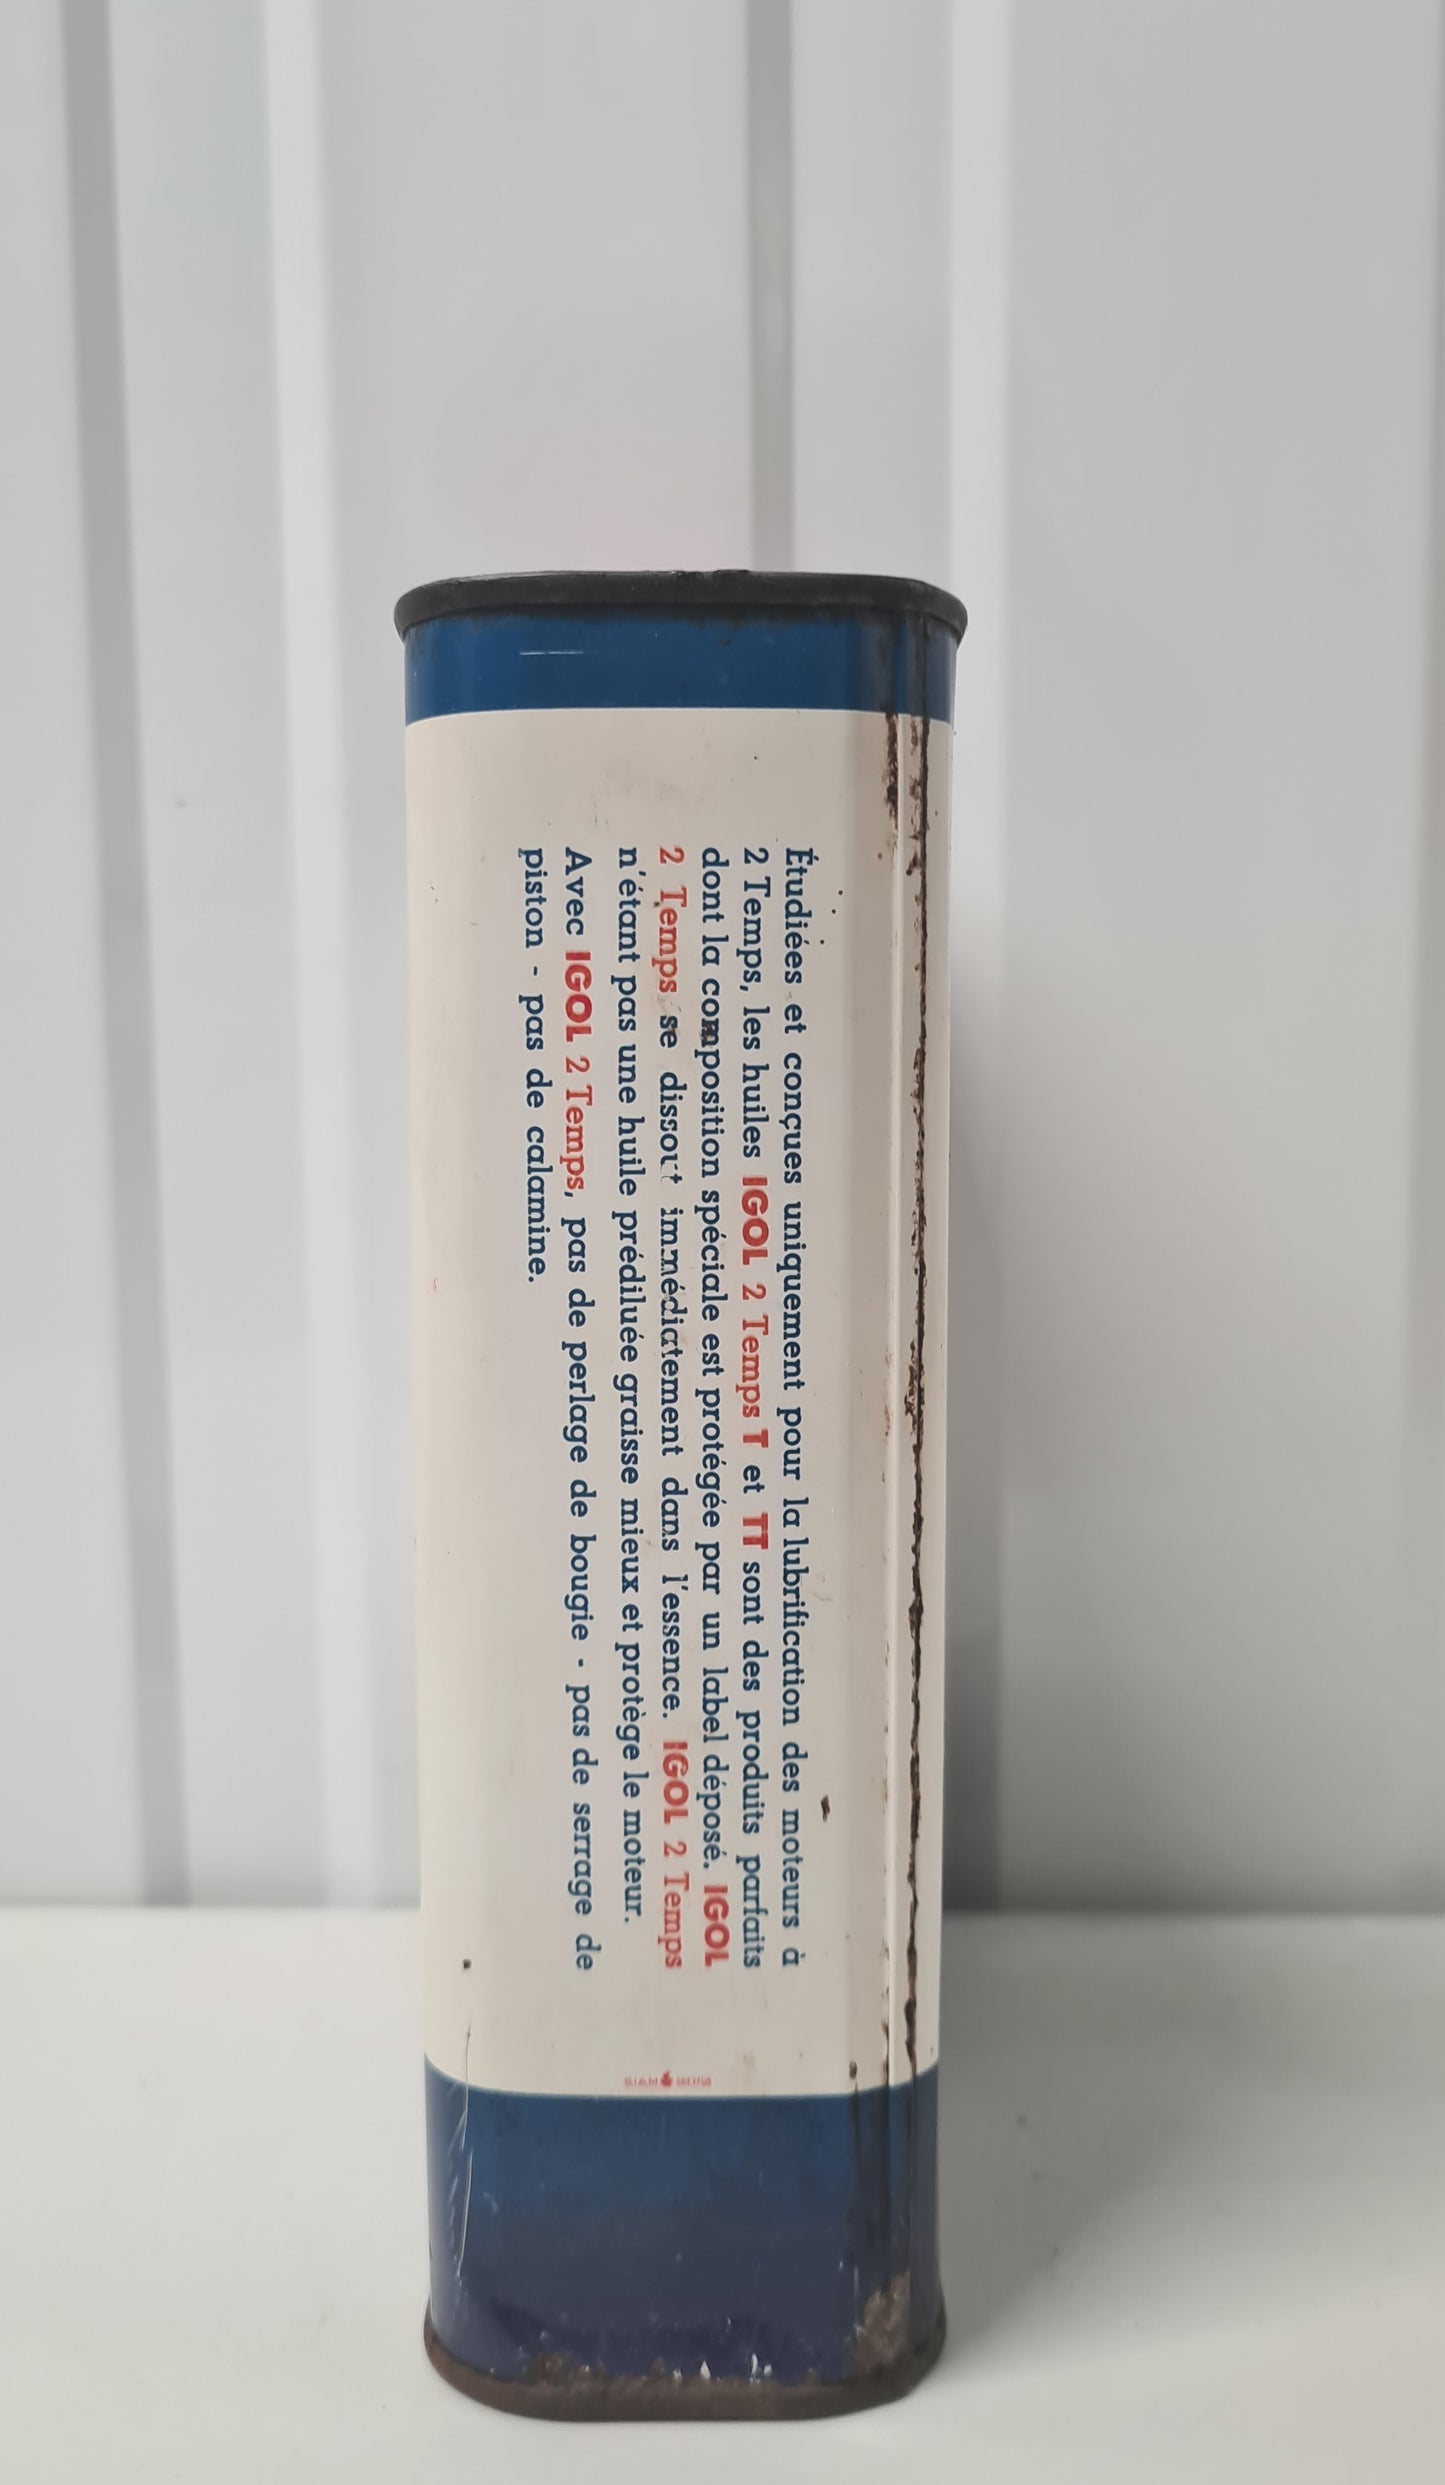 Étudiées et conçues uniquement pour la lubrification des moteurs à
2 Temps, les huiles IGOL 2 Temps T et TT sont des produits parfaits
dont la composition spéciale est protégée par un label déposé. IGOL
2 Temps se dissout immédiatement dans l'essence. IGOL 2 Temps
n'étant pas une huile prédiluée graisse mieux et protège le moteur.
Avec IGOL 2 Temps, pas de perlage de bougie - pas de serrage de
piston - pas de calamine.